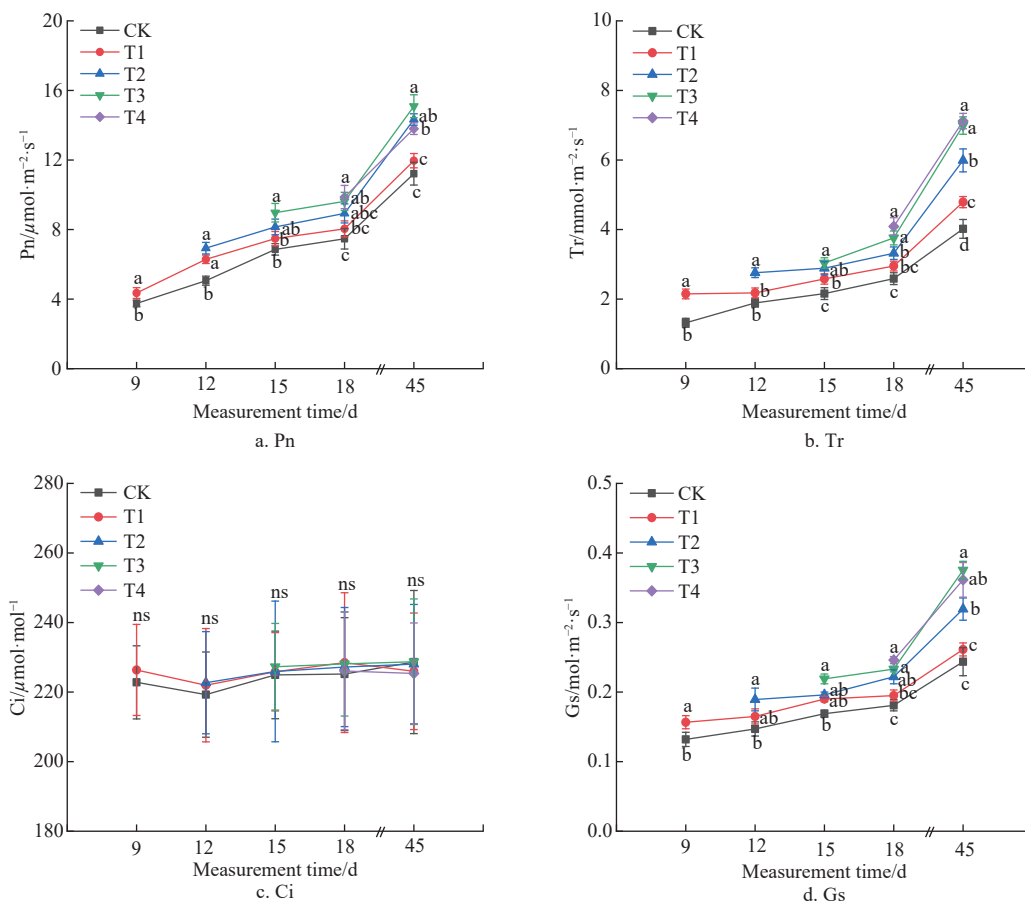 20
16
12
8
4
0
Pn/μmol·m⁻²·s⁻¹
CK
T1
T2
T3
T4
a
b
a
a
b
a
ab
b
b
a
ab
abc
bc
c
a
ab
b
c
c
9
12
15
18
45
Measurement time/d
a. Pn
10
8
6
4
2
0
Tr/mmol·m⁻²·s⁻¹
CK
T1
T2
T3
T4
a
b
a
b
b
a
ab
b
c
a
a
b
bc
c
a
a
b
c
d
9
12
15
18
45
Measurement time/d
b. Tr
280
260
240
220
200
180
Ci/μmol·mol⁻¹
CK
T1
T2
T3
T4
ns
ns
ns
ns
ns
9
12
15
18
45
Measurement time/d
c. Ci
0.5
0.4
0.3
0.2
0.1
0.0
Gs/mol·m⁻²·s⁻¹
CK
T1
T2
T3
T4
a
b
a
ab
b
a
ab
ab
b
a
a
ab
bc
c
a
ab
b
c
c
9
12
15
18
45
Measurement time/d
d. Gs